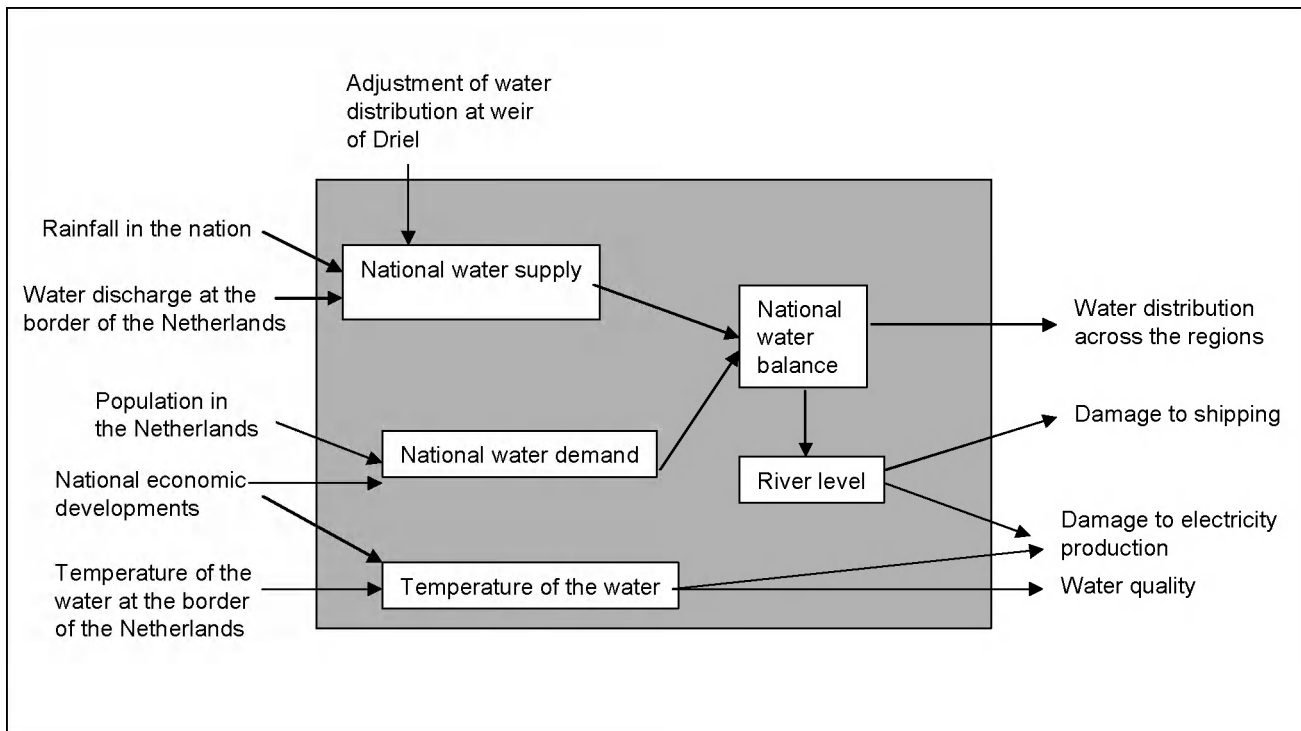 Adjustment of water
distribution at weir
of Driel
Rainfall in the nation
Water discharge at the
border of the Netherlands
Population in
the Netherlands
National economic
developments
Temperature of the
water at the border
of the Netherlands
National water supply
National water demand
Temperature of the water
National
water
balance
River level
Water distribution
across the regions
Damage to shipping
Damage to electricity
production
Water quality